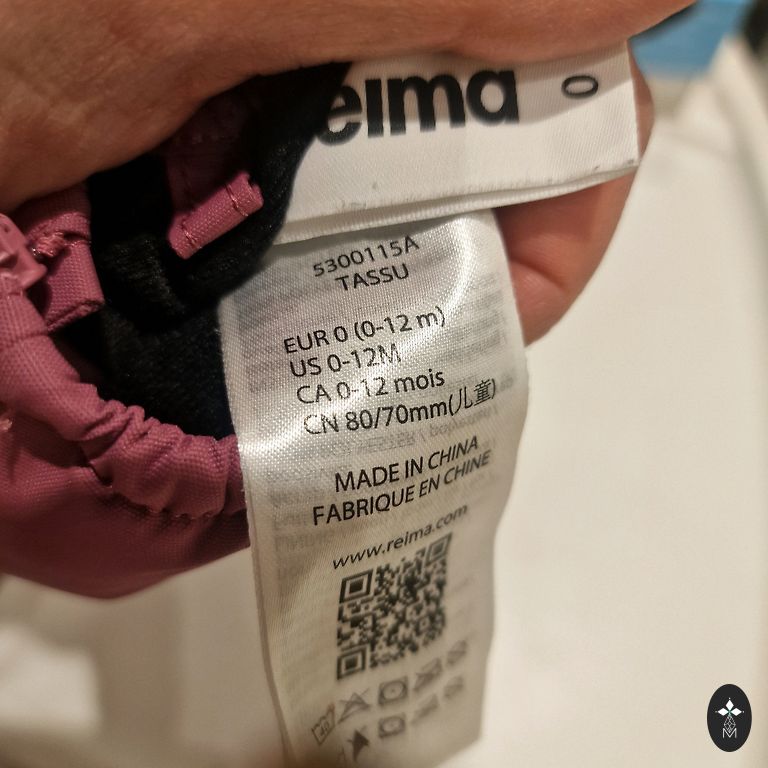 reima
0
5300115A
TASSU
EUR 0 (0-12 m)
US 0-12M
CA 0-12 mois
CN 80/70mm(儿童)
MADE IN CHINA
FABRIQUE EN CHINE
www.reima.com
40
M